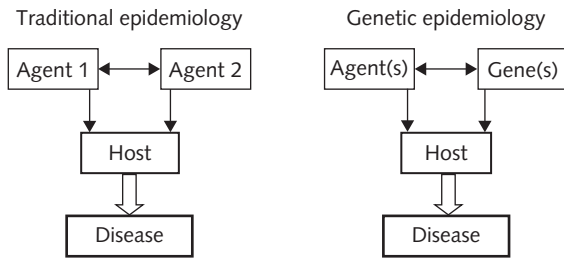 Traditional epidemiology
Genetic epidemiology
Agent 1
Agent 2
Agent(s)
Gene(s)
Host
Host
Disease
Disease